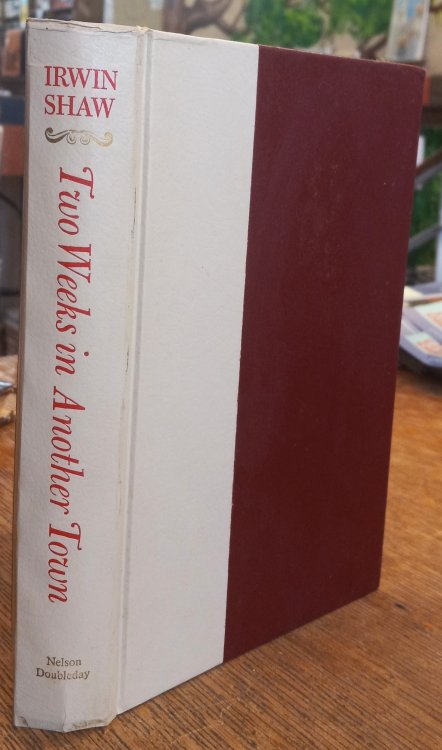 IRWIN
SHAW
Two Weeks in Another Town
Nelson
Doubleday